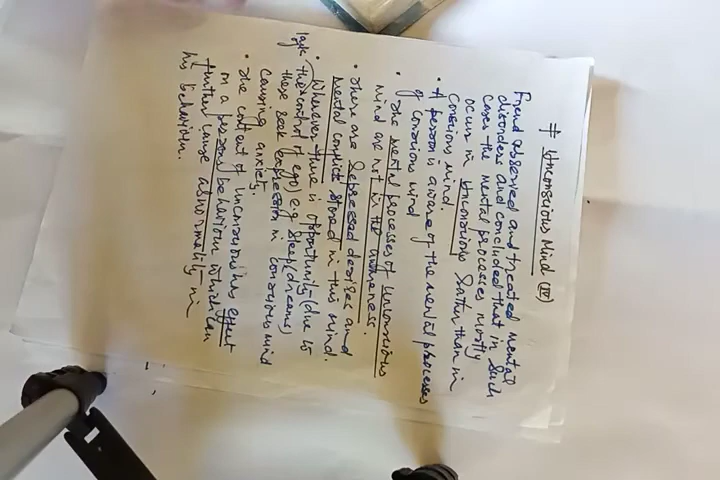 # Unconscious Mind (IV)
Freud observed and treated mental
disorders and concluded that in such
cases the mental processes mostly
occur in Unconscious rather than in
Conscious mind.
• A person is aware of the mental processes
of conscious mind
• The mental processes of unconscious
mind are not in the awareness.
• There are Repressed desires and
mental conflicts stored in this mind.
• Whenever there is opportunity (due to
lack the control of ego) e.g sleep (dreams)
these seek expression in conscious mind
causing anxiety.
• The content of unconscious has effect
on a person's behaviour which can
further cause abnormality in
his behaviour.